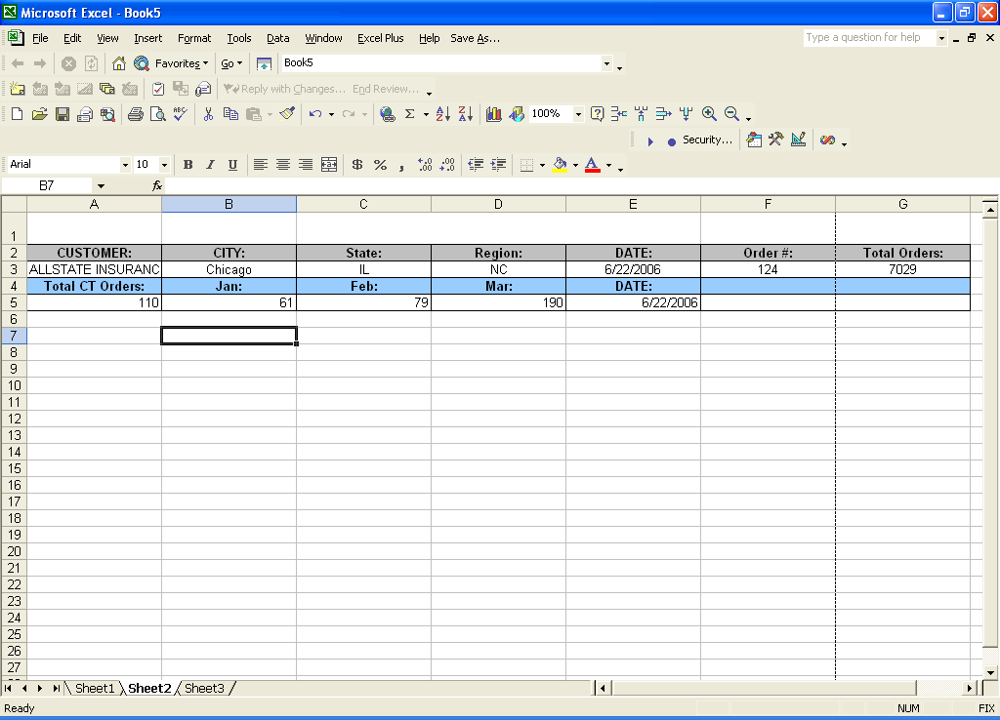 Microsoft Excel - Book5
File Edit View Insert Format Tools Data Window Excel Plus Help Save As... Type a question for help
Favorites Go Book5
Reply with Changes... End Review...
100%
Security...
Arial 10 B I U $ % ,
B7 fx
A B C D E F G
1
2 CUSTOMER: CITY: State: Region: DATE: Order #: Total Orders:
3 ALLSTATE INSURANC Chicago IL NC 6/22/2006 124 7029
4 Total CT Orders: Jan: Feb: Mar: DATE:
5 110 61 79 190 6/22/2006
6
7
8
9
10
11
12
13
14
15
16
17
18
19
20
21
22
23
24
25
26
27
Sheet1 Sheet2 Sheet3
Ready NUM FIX